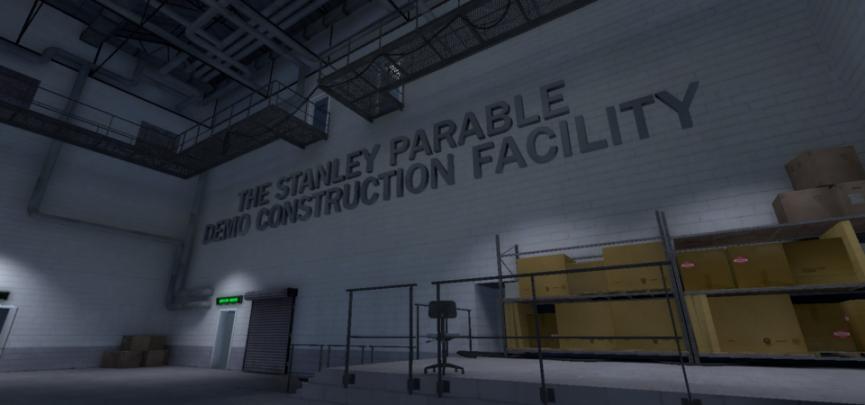 THE STANLEY PARABLE
DEMO CONSTRUCTION FACILITY